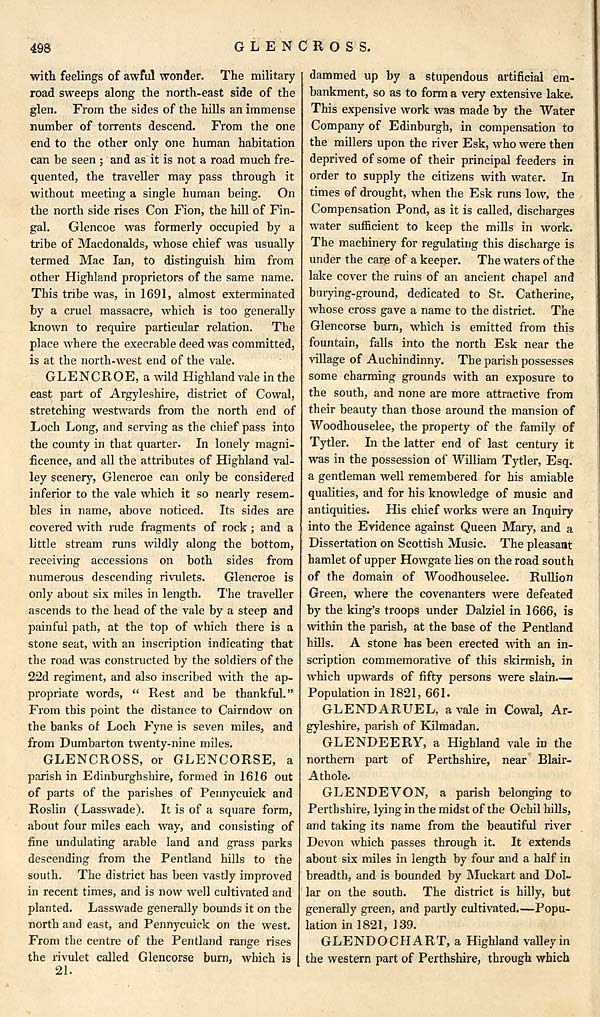 498
GLENCROSS.
with feelings of awful wonder. The military
road sweeps along the north-east side of the
glen. From the sides of the hills an immense
number of torrents descend. From the one
end to the other only one human habitation
can be seen ; and as it is not a road much fre-
quented, the traveller may pass through it
without meeting a single human being. On
the north side rises Con Fion, the hill of Fin-
gal. Glencoe was formerly occupied by a
tribe of Macdonalds, whose chief was usually
termed Mac Ian, to distinguish him from
other Highland proprietors of the same name.
This tribe was, in 1691, almost exterminated
by a cruel massacre, which is too generally
known to require particular relation. The
place where the execrable deed was committed,
is at the north-west end of the vale.
GLENCROE, a wild Highland vale in the
east part of Argyleshire, district of Cowal,
stretching westwards from the north end of
Loch Long, and serving as the chief pass into
the county in that quarter. In lonely magni-
ficence, and all the attributes of Highland val-
ley scenery, Glencroe can only be considered
inferior to the vale which it so nearly resem-
bles in name, above noticed. Its sides are
covered with rude fragments of rock ; and a
little stream runs wildly along the bottom,
receiving accessions on both sides from
numerous descending rivulets. Glencroe is
only about six miles in length. The traveller
ascends to the head of the vale by a steep and
painful path, at the top of which there is a
stone seat, with an inscription indicating that
the road was constructed by the soldiers of the
22d regiment, and also inscribed with the ap-
propriate words, “ Rest and be thankful.”
From this point the distance to Cairndow on
the banks of Loch Fyne is seven miles, and
from Dumbarton twenty-nine miles.
GLENCROSS, or GLENCORSE, a
parish in Edinburghshire, formed in 1616 out
of parts of the parishes of Pennycuick and
Roslin (Lasswade). It is of a square form,
about four miles each way, and consisting of
fine undulating arable land and grass parks
descending from the Pentland hills to the
south. The district has been vastly improved
in recent times, and is now well cultivated and
planted. Lasswade generally bounds it on the
north and east, and Pennycuick on the west.
From the centre of the Pentland range rises
the rivulet called Glencorse burn, which is
21.
dammed up by a stupendous artificial em-
bankment, so as to form a very extensive lake.
This expensive work was made by the Water
Company of Edinburgh, in compensation to
the millers upon the river Esk, who were then
deprived of some of their principal feeders in
order to supply the citizens with water. In
times of drought, when the Esk runs low, the
Compensation Pond, as it is called, discharges
water sufficient to keep the mills in work.
The machinery for regulating this discharge is
under the care of a keeper. The waters of the
lake cover the ruins of an ancient chapel and
burying-ground, dedicated to St. Catherine,
whose cross gave a name to the district. The
Glencorse burn, which is emitted from this
fountain, falls into the north Esk near the
village of Auchindinny. The parish possesses
some charming grounds with an exposure to
the south, and none are more attractive from
their beauty than those around the mansion of
Woodhouselee, the property of the family of
Tytler. In the latter end of last century it
was in the possession of William Tytler, Esq.
a gentleman well remembered for his amiable
qualities, and for his knowledge of music and
antiquities. His chief works were an Inquiry
into the Evidence against Queen Mary, and a
Dissertation on Scottish Music. The pleasant
hamlet of upper Howgate lies on the road south
of the domain of Woodhouselee. Rullion
Green, where the covenanters were defeated
by the king's troops under Dalziel in 1666, is
within the parish, at the base of the Pentland
hills. A stone has been erected with an in-
scription commemorative of this skirmish, in
which upwards of fifty persons were slain.—
Population in 1821, 661.
GLENDARUEL, a vale in Cowal, Ar-
gyleshire, parish of Kilmadan.
GLENDEERY, a Highland vale in the
northern part of Perthshire, near Blair-
Athole.
GLENDEVON, a parish belonging to
Perthshire, lying in the midst of the Ochil hills,
and taking its name from the beautiful river
Devon which passes through it. It extends
about six miles in length by four and a half in
breadth, and is bounded by Muckart and Dol-
lar on the south. The district is hilly, but
generally green, and partly cultivated.—Popu-
lation in 1821, 139.
GLENDOCHART, a Highland valley in
the western part of Perthshire, through which